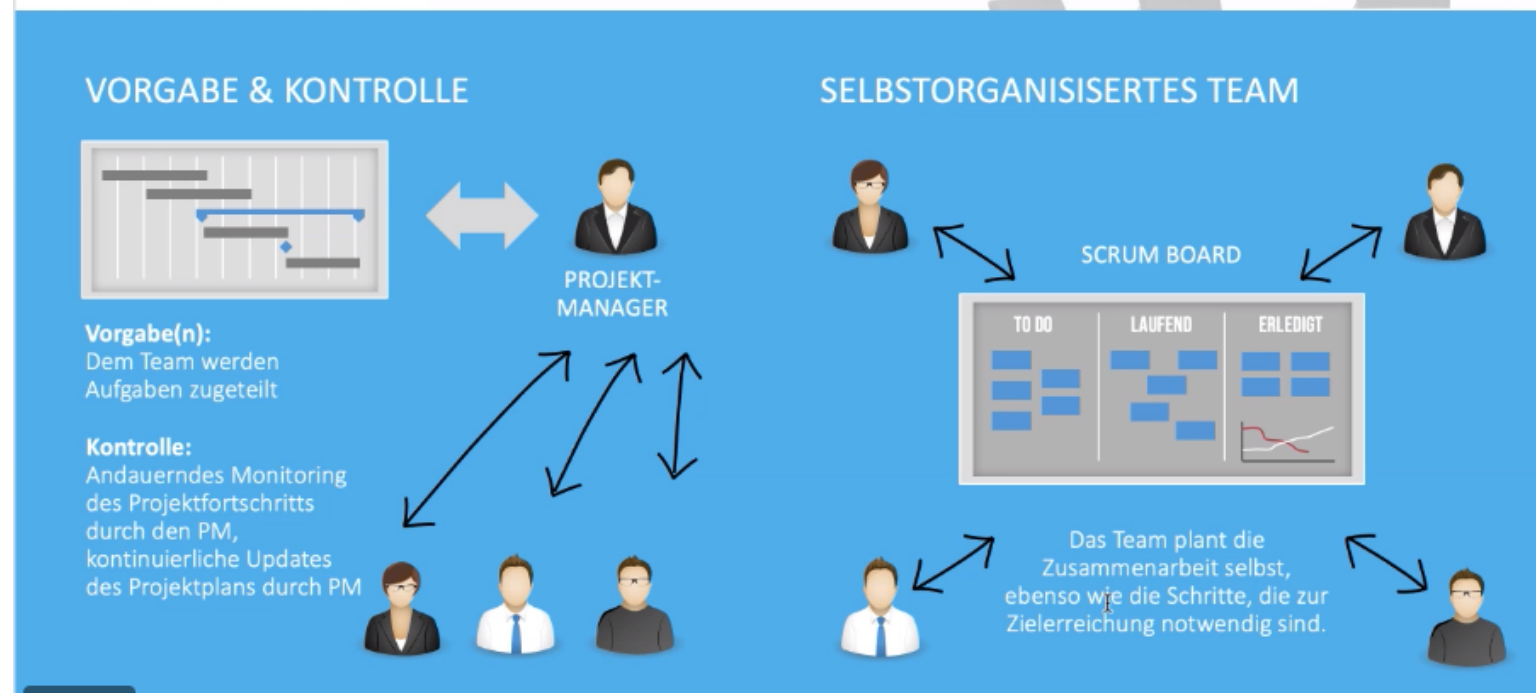 VORGABE & KONTROLLE
PROJEKT-
MANAGER
Vorgabe(n):
Dem Team werden
Aufgaben zugeteilt
Kontrolle:
Andauerndes Monitoring
des Projektfortschritts
durch den PM,
kontinuierliche Updates
des Projektplans durch PM
SELBSTORGANISISERTES TEAM
SCRUM BOARD
TO DO
LAUFEND
ERLEDIGT
Das Team plant die
Zusammenarbeit selbst,
ebenso wie die Schritte, die zur
Zielerreichung notwendig sind.